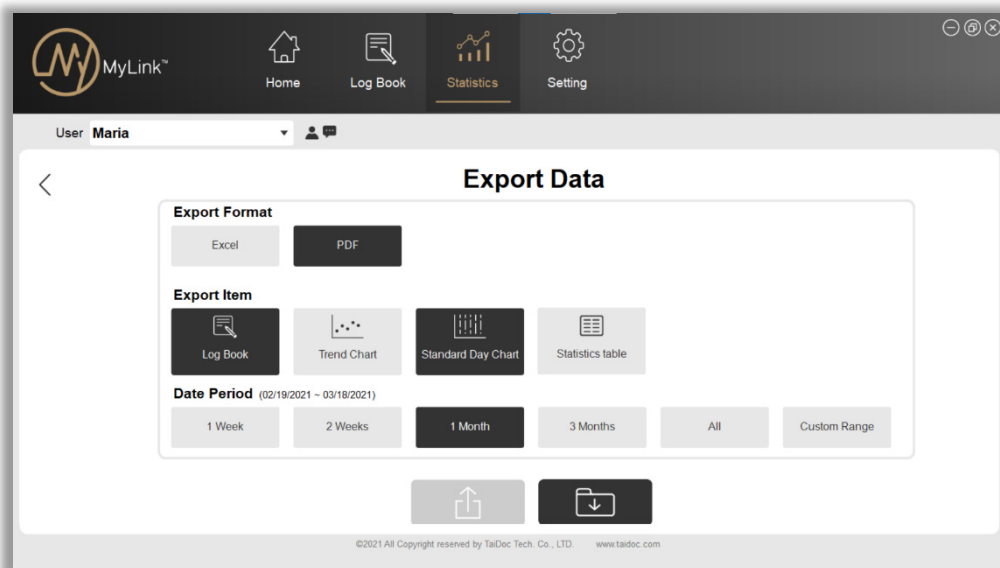 My MyLink™
Home Log Book Statistics Setting
User Maria
Export Data
Export Format
Excel PDF
Export Item
Log Book Trend Chart Standard Day Chart Statistics table
Date Period (02/19/2021 ~ 03/18/2021)
1 Week 2 Weeks 1 Month 3 Months All Custom Range
©2021 All Copyright reserved by TaiDoc Tech. Co., LTD. www.taidoc.com